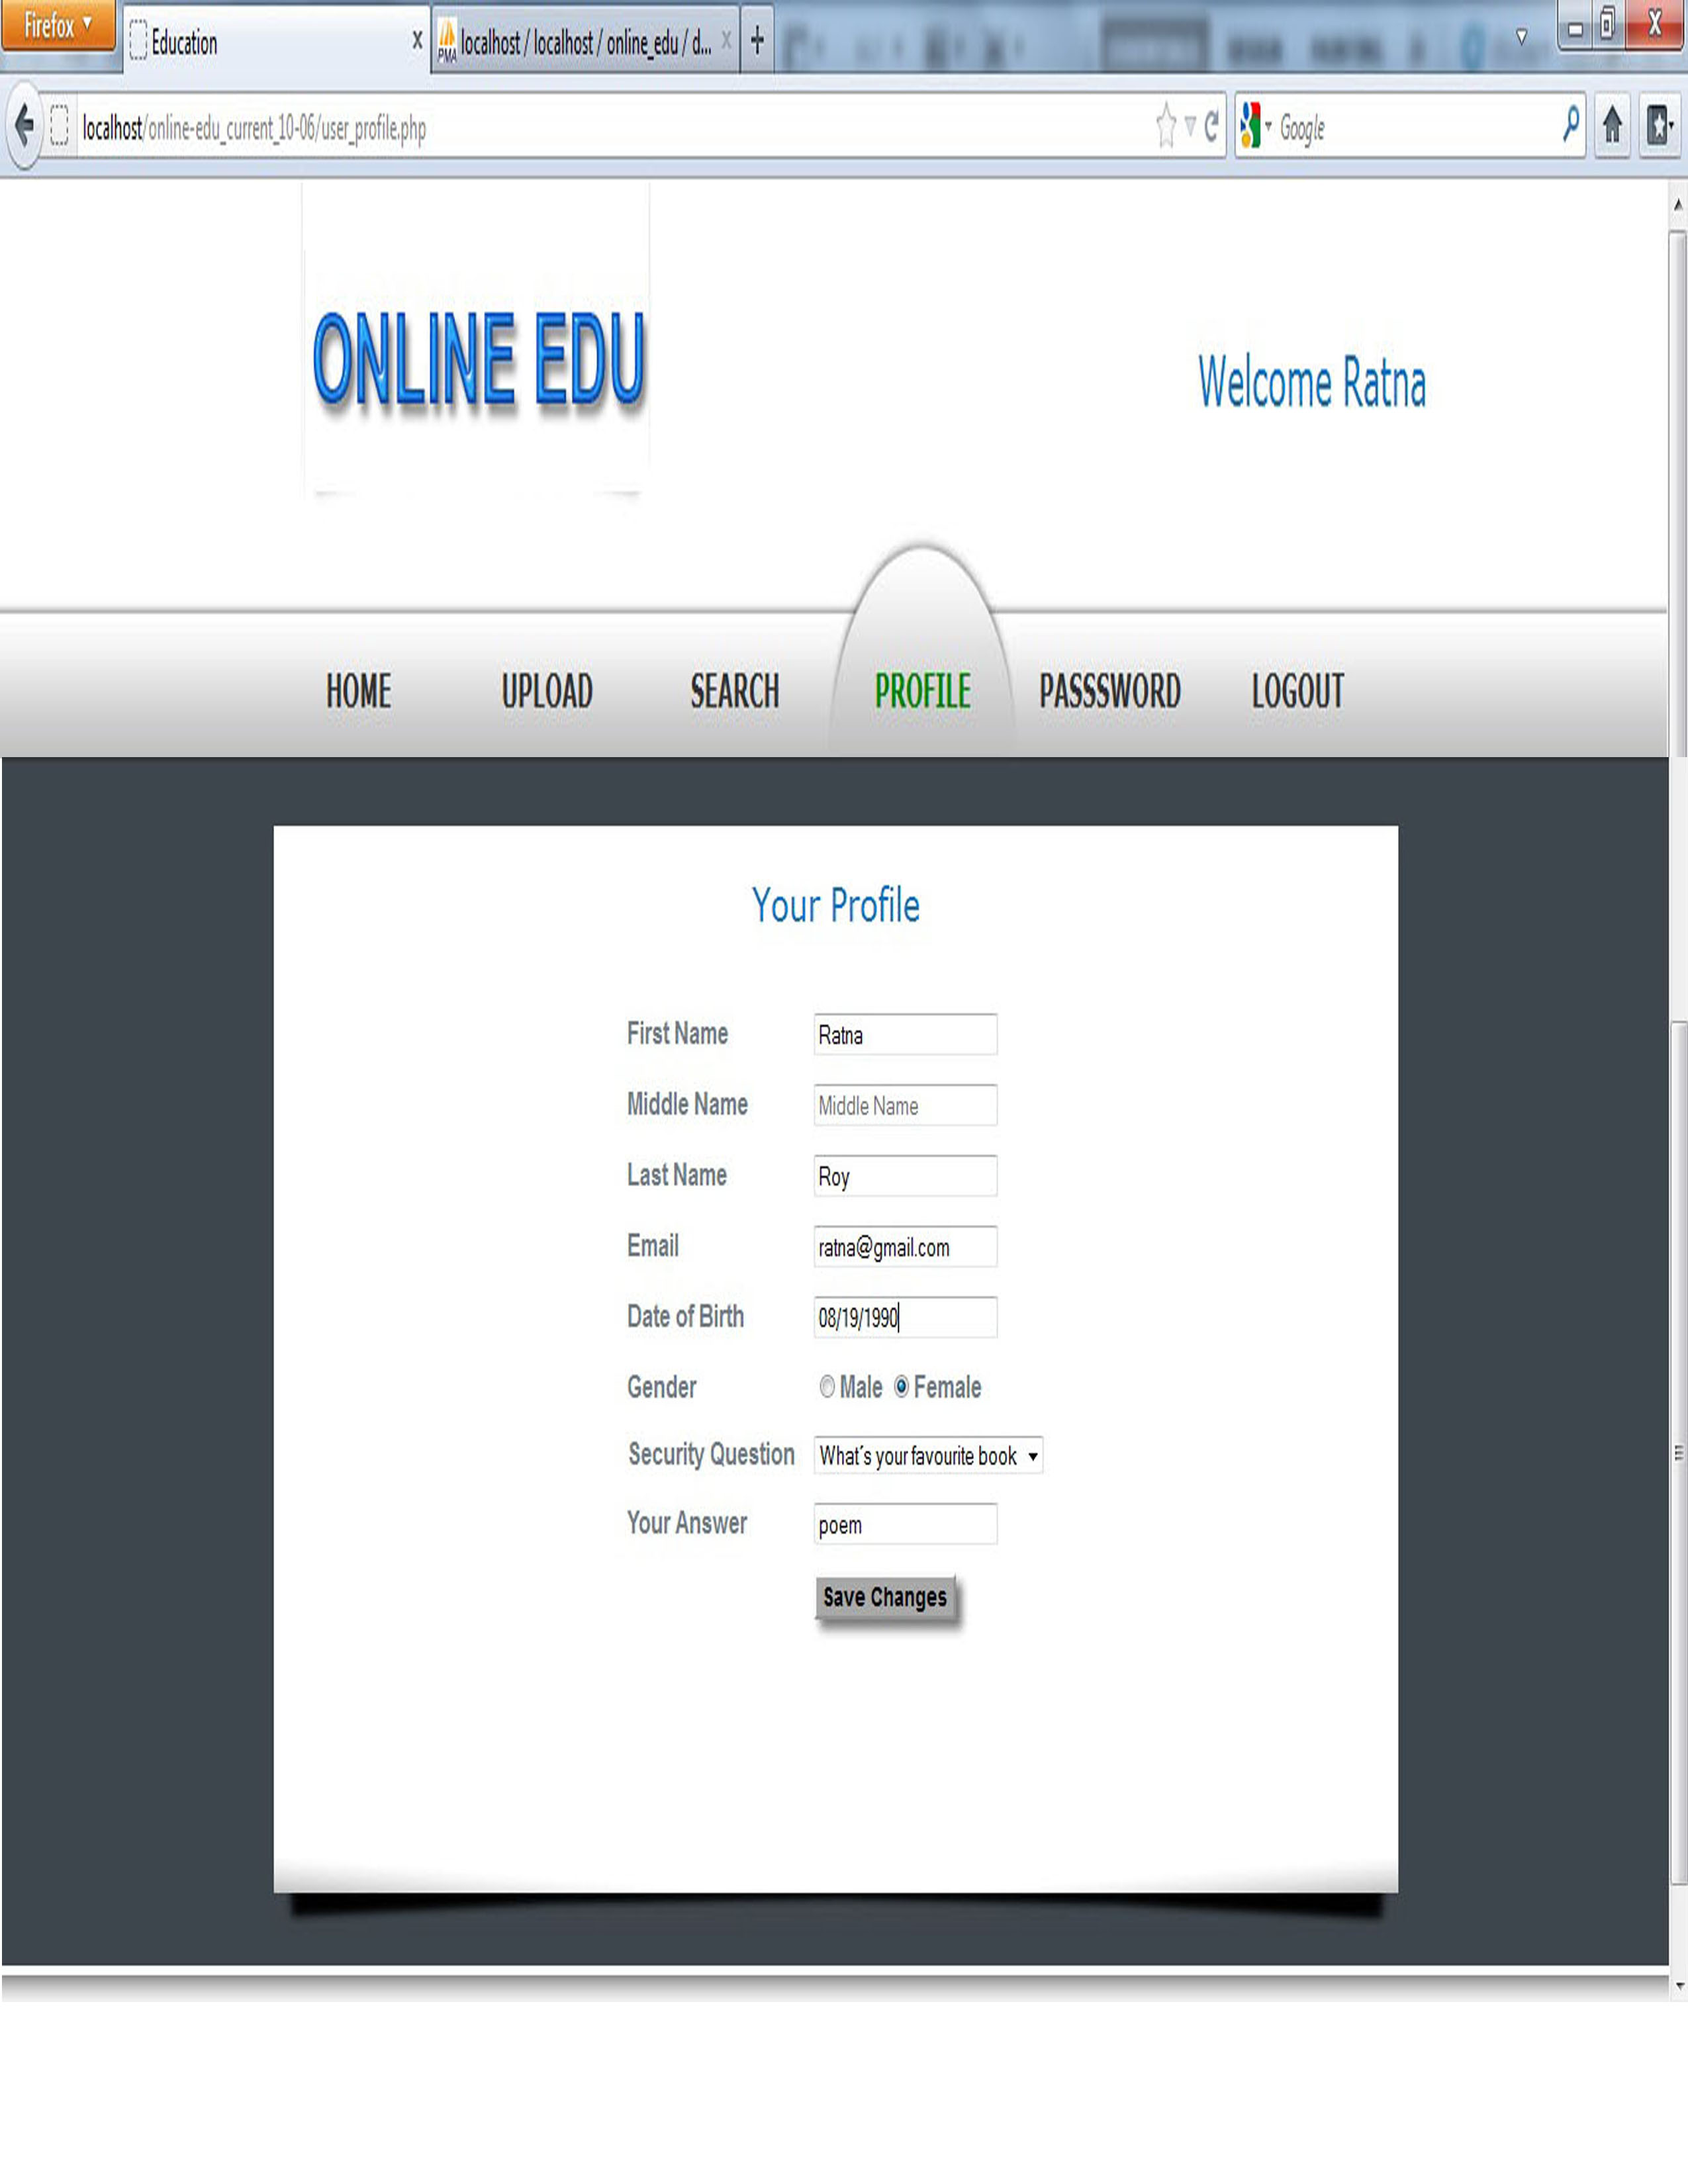 Firefox
Education
PMA localhost / localhost / online_edu / d...
localhost/online-edu_current_10-06/user_profile.php
Google
ONLINE EDU
Welcome Ratna
HOME UPLOAD SEARCH PROFILE PASSSWORD LOGOUT
Your Profile
First Name Ratna
Middle Name Middle Name
Last Name Roy
Email ratna@gmail.com
Date of Birth 08/19/1990
Gender Male Female
Security Question What´s your favourite book
Your Answer poem
Save Changes